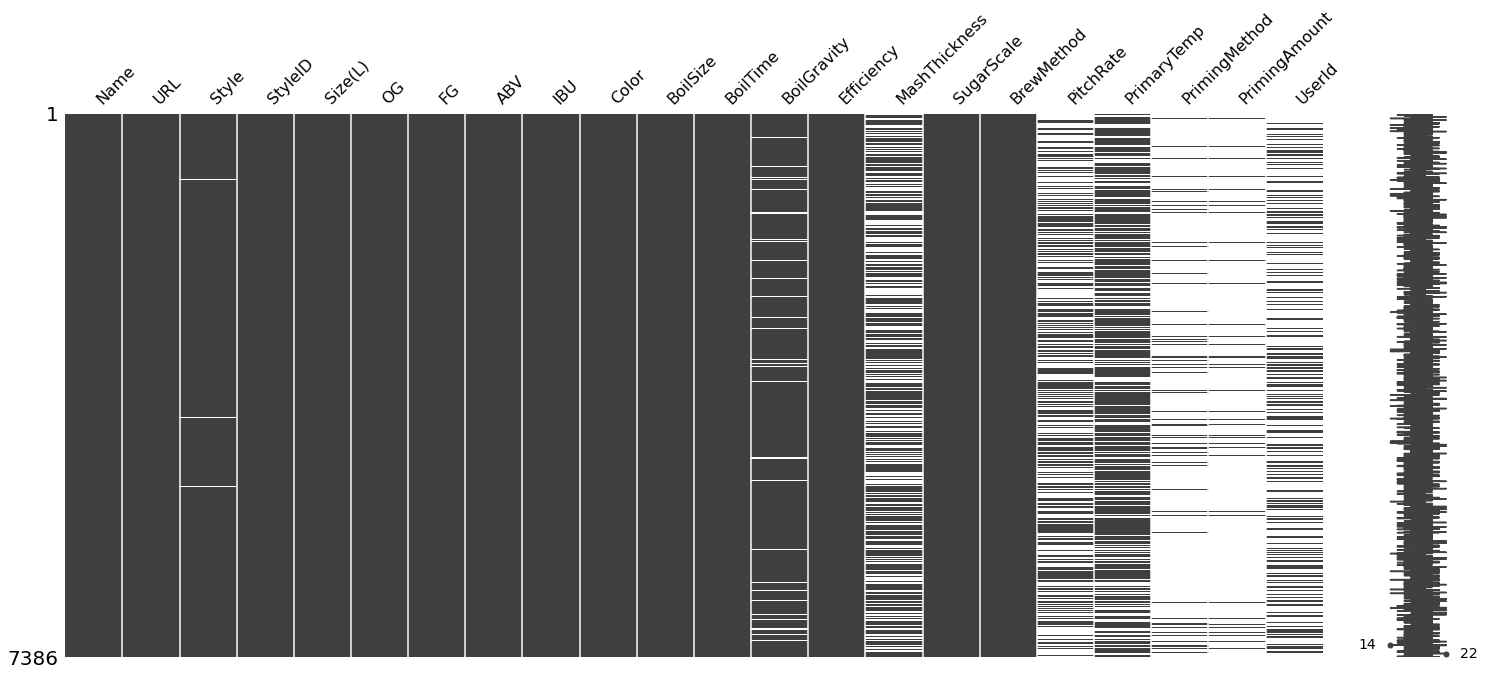 Name
URL
Style
StyleID
Size(L)
OG
FG
ABV
IBU
Color
BoilSize
BoilTime
BoilGravity
Efficiency
MashThickness
SugarScale
BrewMethod
PitchRate
PrimaryTemp
PrimingMethod
PrimingAmount
UserId
1
7386
14
22